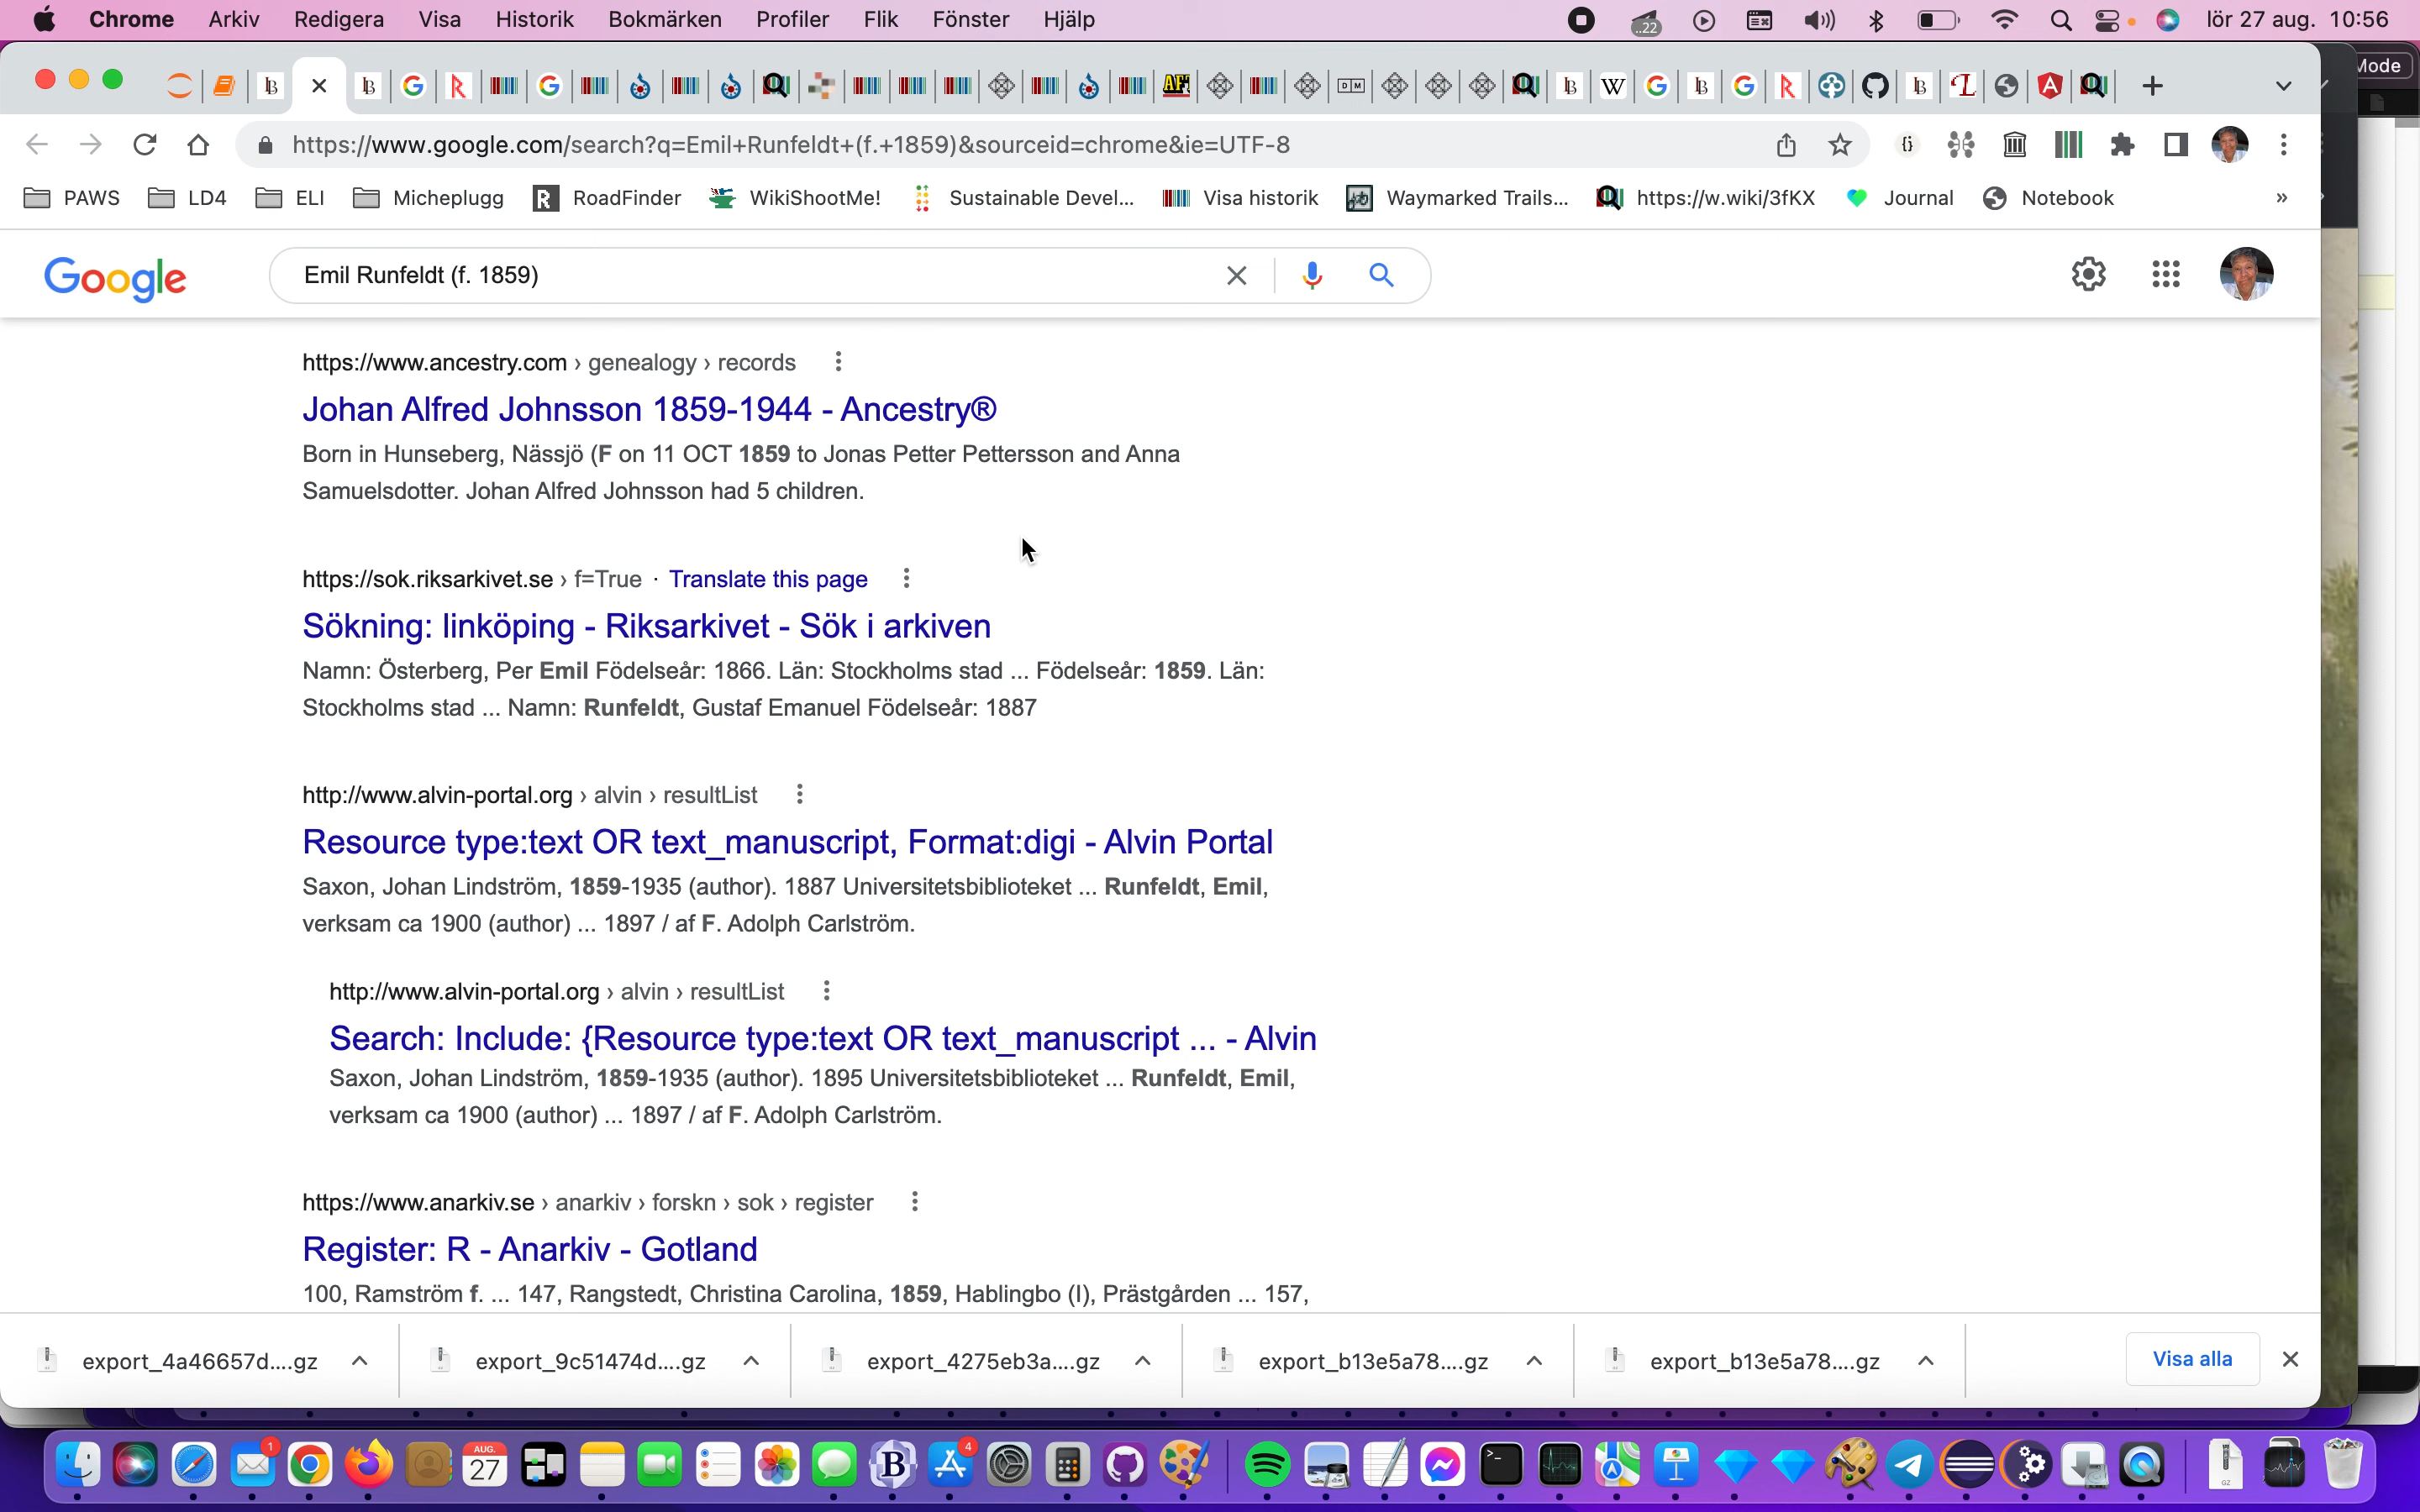 Chrome Arkiv Redigera Visa Historik Bokmärken Profiler Flik Fönster Hjälp ..22 lör 27 aug. 10:56
Mode
https://www.google.com/search?q=Emil+Runfeldt+(f.+1859)&sourceid=chrome&ie=UTF-8
PAWS LD4 ELI Micheplugg RoadFinder WikiShootMe! Sustainable Devel... Visa historik Waymarked Trails... https://w.wiki/3fKX Journal Notebook »
Google Emil Runfeldt (f. 1859)
https://www.ancestry.com › genealogy › records
Johan Alfred Johnsson 1859-1944 - Ancestry®
Born in Hunseberg, Nässjö (F on 11 OCT 1859 to Jonas Petter Pettersson and Anna
Samuelsdotter. Johan Alfred Johnsson had 5 children.
https://sok.riksarkivet.se › f=True · Translate this page
Sökning: linköping - Riksarkivet - Sök i arkiven
Namn: Österberg, Per Emil Födelseår: 1866. Län: Stockholms stad ... Födelseår: 1859. Län:
Stockholms stad ... Namn: Runfeldt, Gustaf Emanuel Födelseår: 1887
http://www.alvin-portal.org › alvin › resultList
Resource type:text OR text_manuscript, Format:digi - Alvin Portal
Saxon, Johan Lindström, 1859-1935 (author). 1887 Universitetsbiblioteket ... Runfeldt, Emil,
verksam ca 1900 (author) ... 1897 / af F. Adolph Carlström.
http://www.alvin-portal.org › alvin › resultList
Search: Include: {Resource type:text OR text_manuscript ... - Alvin
Saxon, Johan Lindström, 1859-1935 (author). 1895 Universitetsbiblioteket ... Runfeldt, Emil,
verksam ca 1900 (author) ... 1897 / af F. Adolph Carlström.
https://www.anarkiv.se › anarkiv › forskn › sok › register
Register: R - Anarkiv - Gotland
100, Ramström f. ... 147, Rangstedt, Christina Carolina, 1859, Hablingbo (I), Prästgården ... 157,
export_4a46657d....gz export_9c51474d....gz export_4275eb3a....gz export_b13e5a78....gz export_b13e5a78....gz Visa alla
1 AUG. 27 4